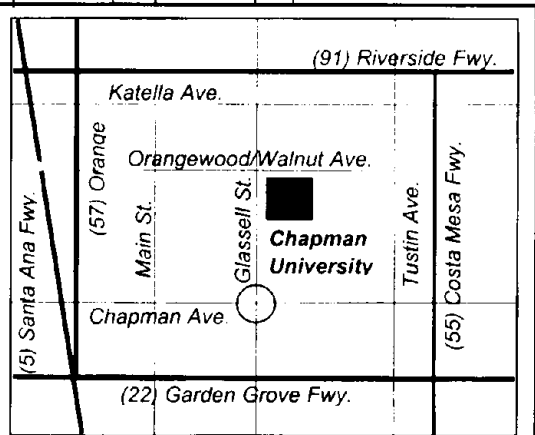 (91) Riverside Fwy.
Katella Ave.
Orangewood/Walnut Ave.
(5) Santa Ana Fwy.
(57) Orange
Main St.
Glassell St.
Chapman
University
Tustin Ave.
(55) Costa Mesa Fwy.
Chapman Ave.
(22) Garden Grove Fwy.